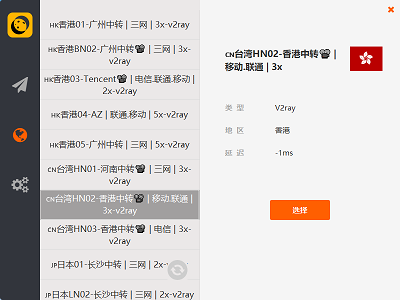 HK香港01-广州中转 | 三网 | 3x-v2ray
HK香港BN02-广州中转📽 | 三网 | 3x-
v2ray
HK香港03-Tencent📽 | 电信.联通.移动 |
2x-v2ray
HK香港04-AZ | 联通.移动 | 5x-v2ray
HK香港05-广州中转 | 三网 | 5x-v2ray
CN台湾HN01-河南中转📽 | 三网 | 3x-
v2ray
CN台湾HN02-香港中转📽 | 移动.联通 |
3x-v2ray
CN台湾HN03-香港中转📽 | 电信 | 3x-
v2ray
JP日本01-长沙中转 | 三网 | 2x-v
JP日本LN02-长沙中转 | 三网 | 2x-v2ray
CN台湾HN02-香港中转📽 |
移动.联通 | 3x
类 型 V2ray
地 区 香港
延 迟 -1ms
选择